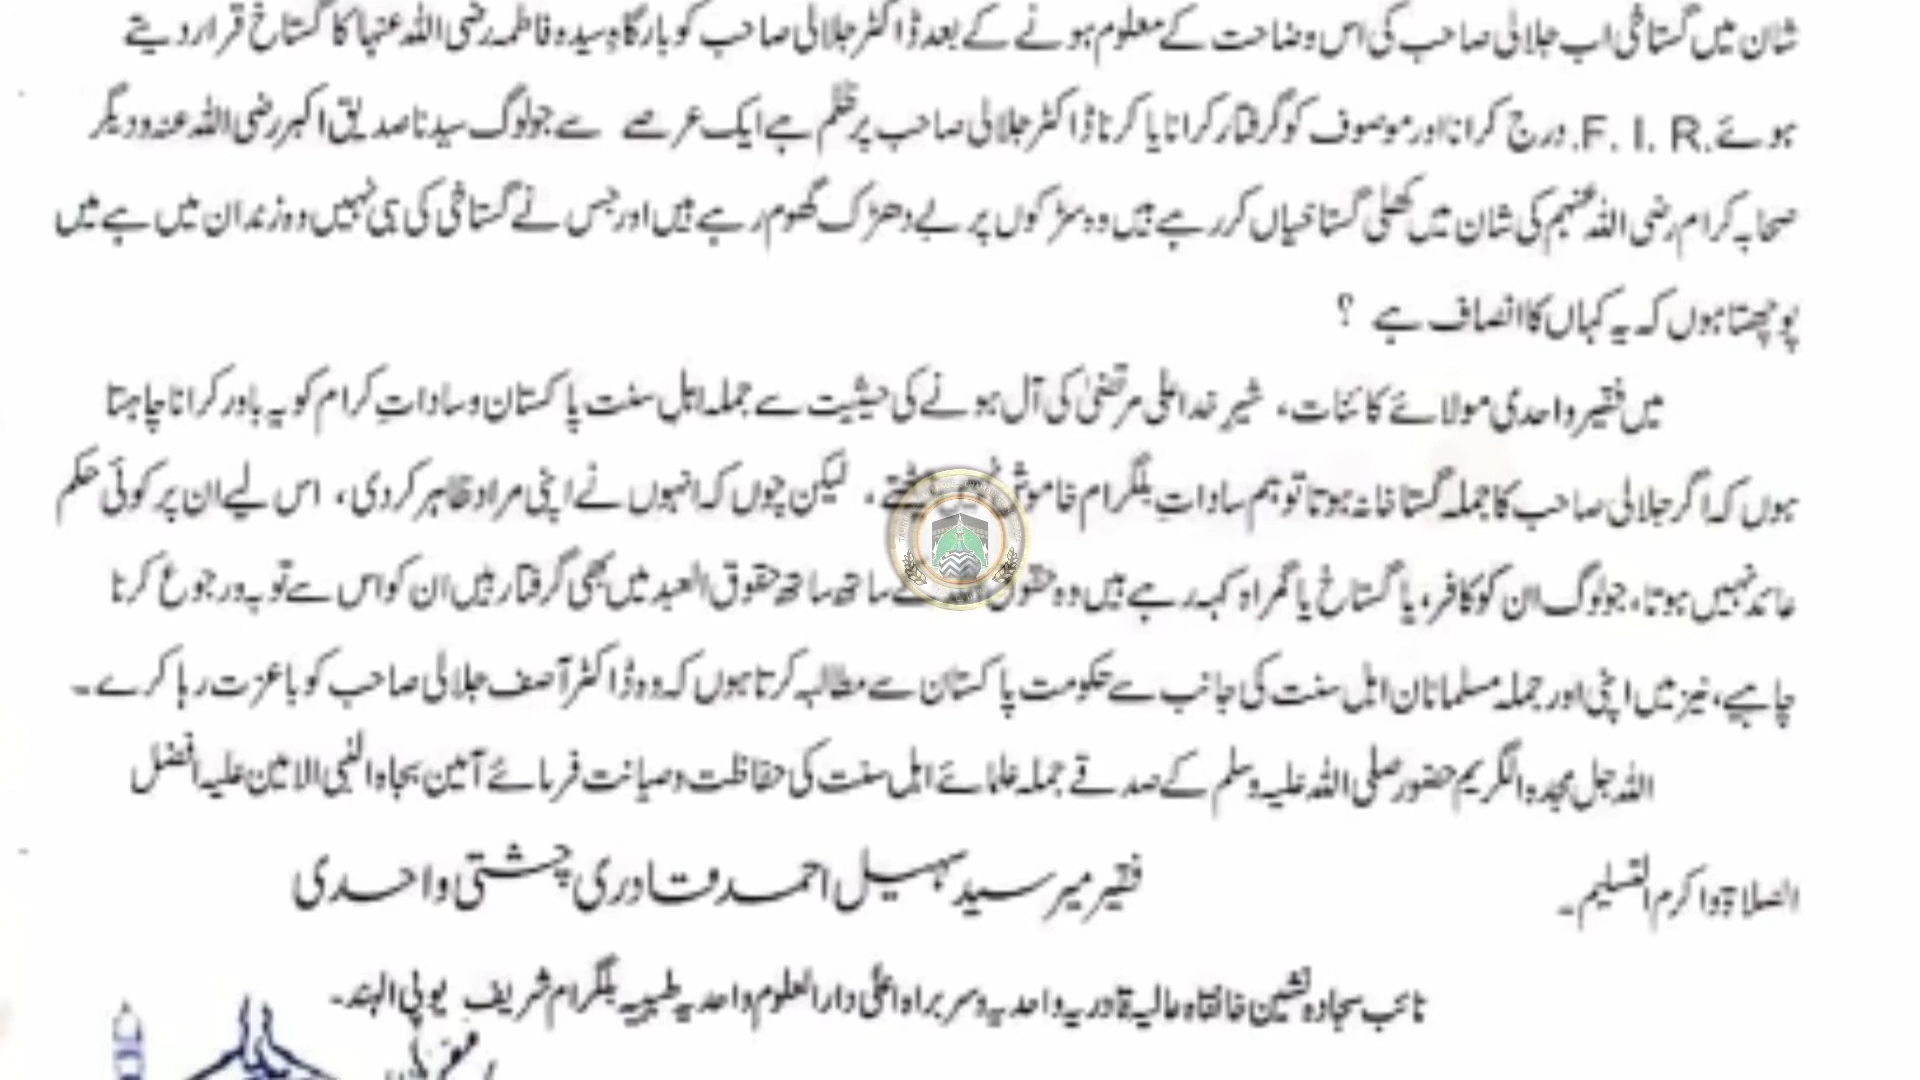 شان میں گستاخی اب جلالی صاحب کی اس وضاحت کے معلوم ہونے کے بعد ڈاکٹر جلالی صاحب کو بارگاہِ سیدہ فاطمہ رضی اللہ عنہا کا گستاخ قرار دیتے
ہوئے F. I. R. درج کرانا اور موصوف کو گرفتار کرانا یا کرنا ڈاکٹر جلالی صاحب پر ظلم ہے ایک عرصے سے جو لوگ سیدنا صدیق اکبر رضی اللہ عنہ و دیگر
صحابہ کرام رضی اللہ عنہم کی شان میں کھلی گستاخیاں کر رہے ہیں وہ سڑکوں پر بے دھڑک گھوم رہے ہیں اور جس نے گستاخی کی ہی نہیں وہ زندان میں ہے میں
پوچھتا ہوں کہ یہ کہاں کا انصاف ہے ؟
میں فقیر واحدی مولائے کائنات، شیرِ خدا علی مرتضیٰ کی آل ہونے کی حیثیت سے جملہ اہل سنت پاکستان و ساداتِ کرام کو یہ باور کرانا چاہتا
ہوں کہ اگر جلالی صاحب کا جملہ گستاخانہ ہوتا تو ہم ساداتِ بلگرام ، لیکن چوں کہ انہوں نے اپنی مراد ظاہر کر دی، اس لیے ان پر کوئی حکم
عائد نہیں ہوتا، جو لوگ ان کو کافر، یا گستاخ یا گمراہ کہہ رہے ہیں وہ ساتھ ساتھ حقوق العبد میں بھی گرفتار ہیں ان کو اس سے توبہ و رجوع کرنا
چاہیے، نیز میں اپنی اور جملہ مسلمانان اہل سنت کی جانب سے حکومت پاکستان سے مطالبہ کرتا ہوں کہ وہ ڈاکٹر آصف جلالی صاحب کو باعزت رہا کرے۔
اللہ جل مجدہ الکریم حضور صلی اللہ علیہ وسلم کے صدقے جملہ علمائے اہل سنت کی حفاظت و صیانت فرمائے آمین بجاہ النبی الامین علیہ افضل
الصلاۃ واکرم التسلیم۔
فقیر میر سید سہیل احمد قادری چشتی واحدی
نائب سجادہ نشین خانقاہ عالیہ قادریہ واحدیہ و سربراہ اعلیٰ دارالعلوم واحدیہ طیبیہ بلگرام شریف یوپی الہند۔